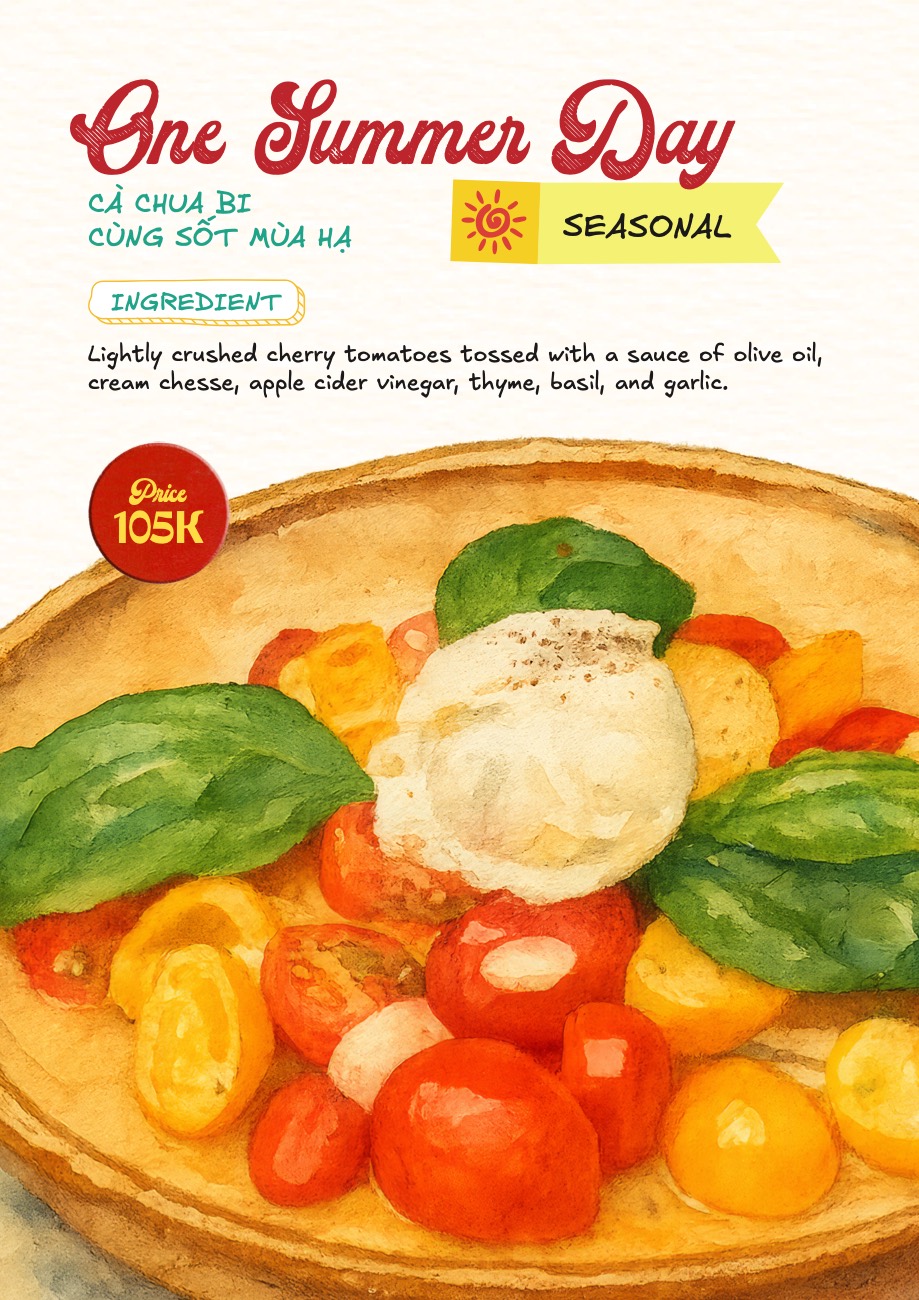 One Summer Day
CÀ CHUA BI
CÙNG SỐT MÙA HẠ
SEASONAL
INGREDIENT
Lightly crushed cherry tomatoes tossed with a sauce of olive oil,
cream chesse, apple cider vinegar, thyme, basil, and garlic.
Price
105K